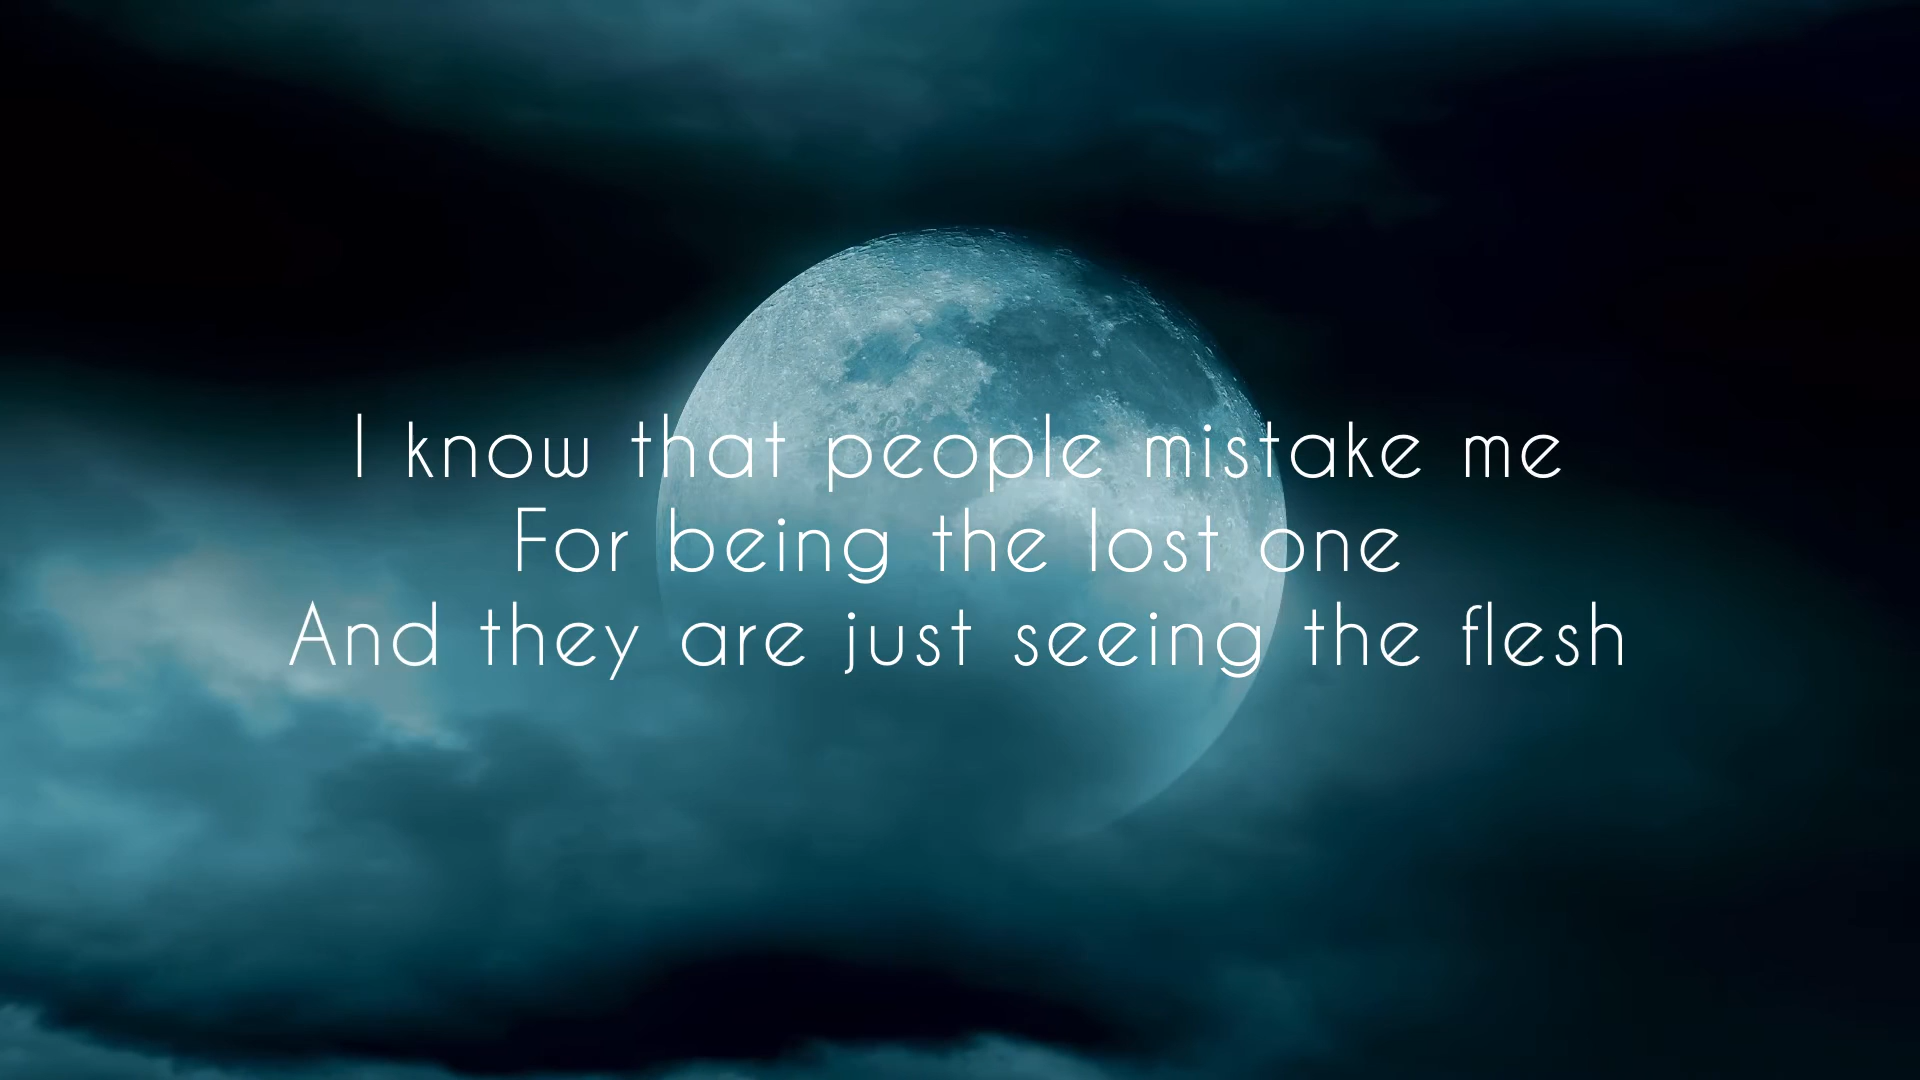 I know that people mistake me
For being the lost one
And they are just seeing the flesh